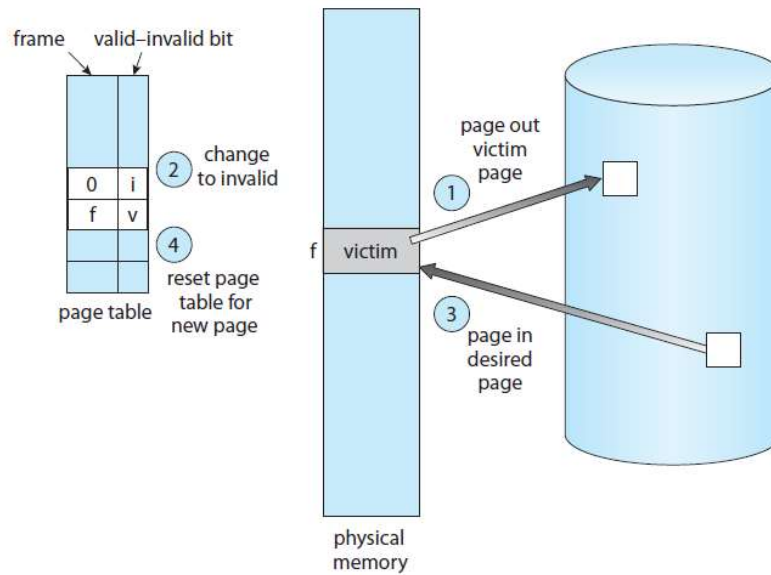 frame
valid–invalid bit
2
change
to invalid
0
i
f
v
4
reset page
table for
new page
page table
f
victim
physical
memory
page out
victim
page
1
3
page in
desired
page